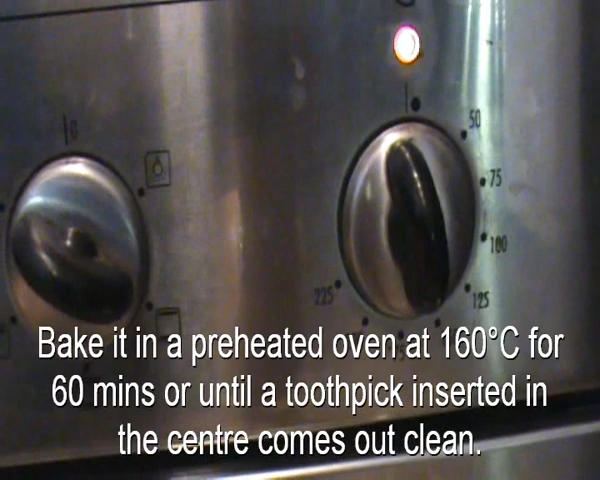 0
50
75
100
125
225
Bake it in a preheated oven at 160°C for
60 mins or until a toothpick inserted in
the centre comes out clean.